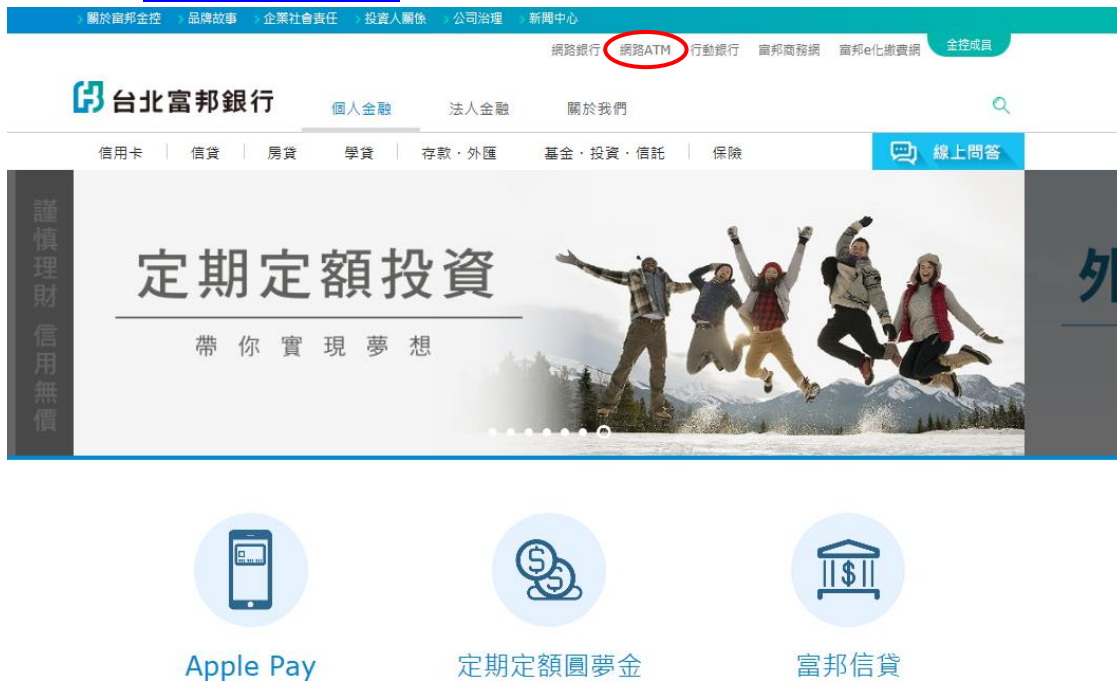 關於富邦金控 品牌故事 企業社會責任 投資人關係 公司治理 新聞中心
網路銀行 網路ATM 行動銀行 富邦商務網 富邦e化繳費網 金控成員
台北富邦銀行 個人金融 法人金融 關於我們
信用卡 信貸 房貸 學貸 存款・外匯 基金・投資・信託 保險 線上問答
謹慎理財 信用無價
定期定額投資
帶你實現夢想
外
Apple Pay 定期定額圓夢金 富邦信貸